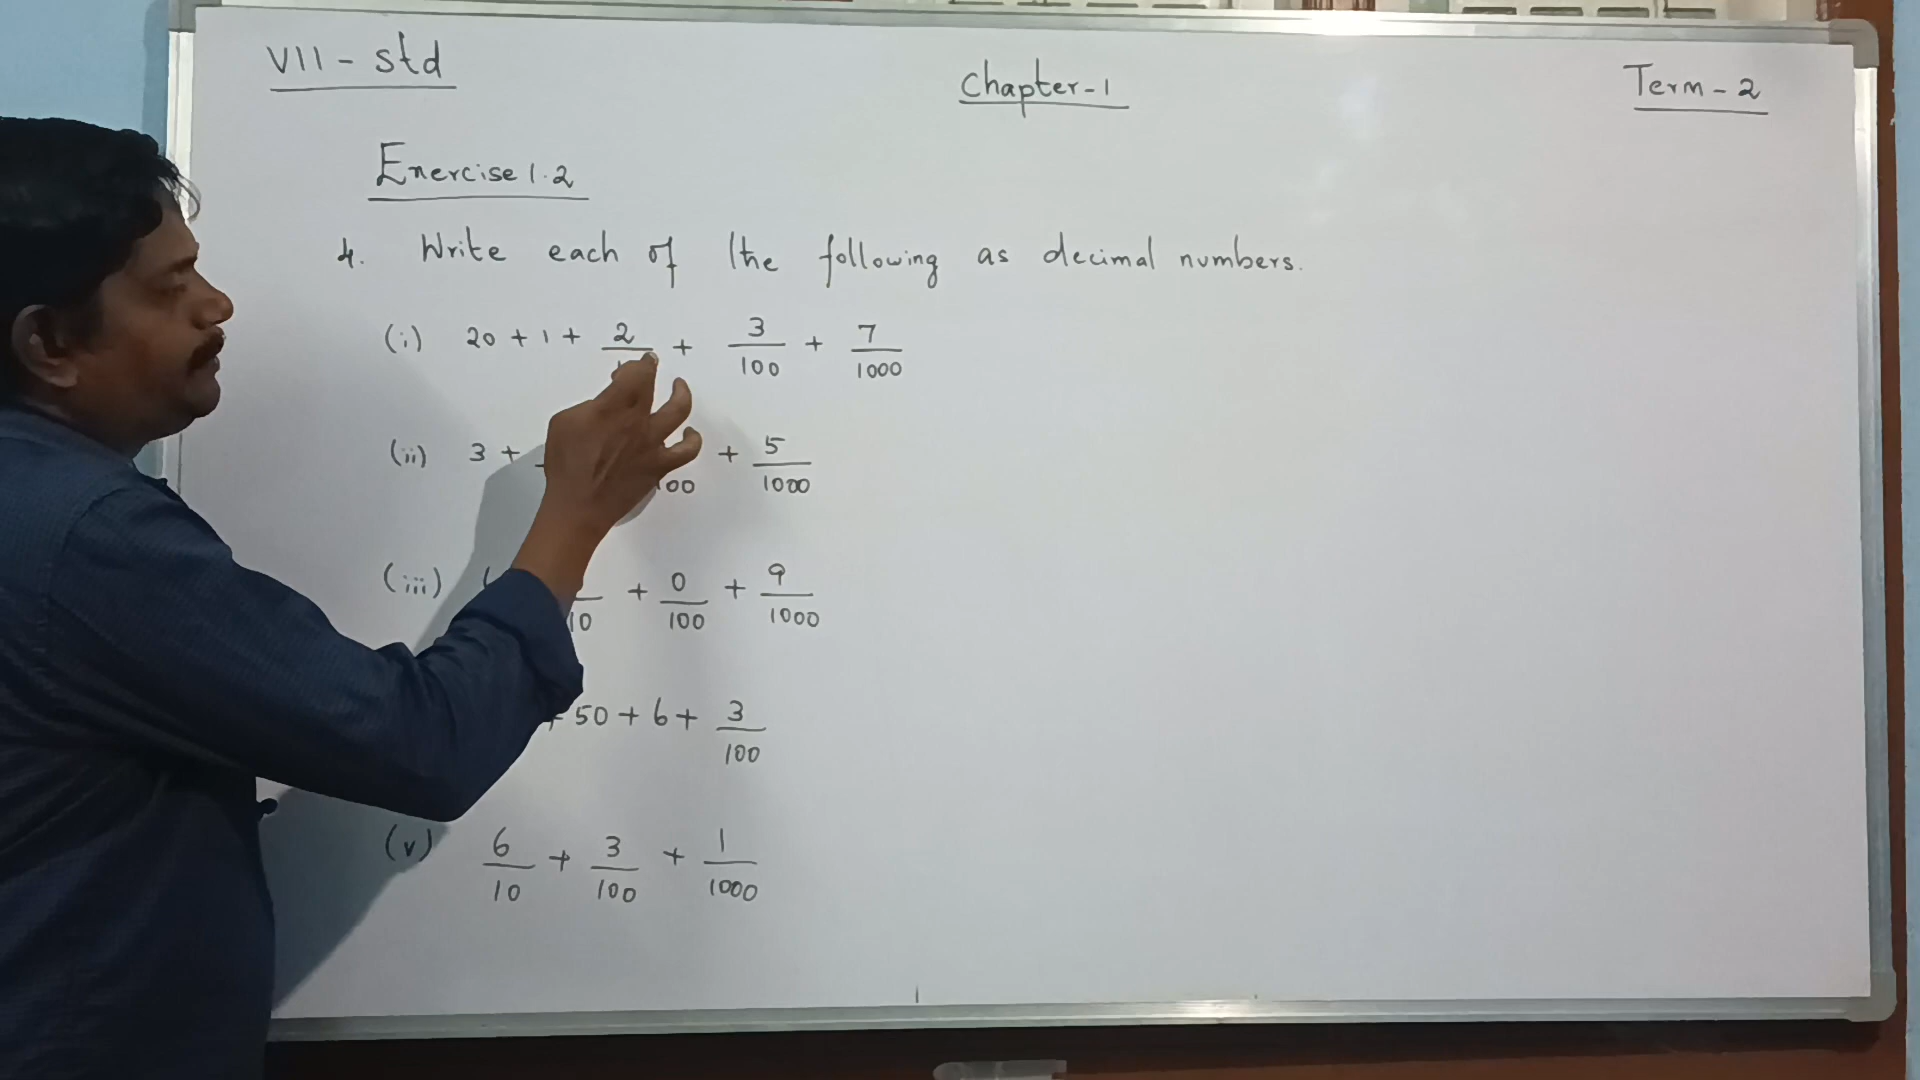 VII - std
Chapter-1
Term - 2
Exercise 1.2
4. Write each of the following as decimal numbers.
(i) 20 + 1 + 2/ + 3/100 + 7/1000
(ii) 3 + + 5/1000
(iii) /10 + 0/100 + 9/1000
+ 50 + 6 + 3/100
(v) 6/10 + 3/100 + 1/1000